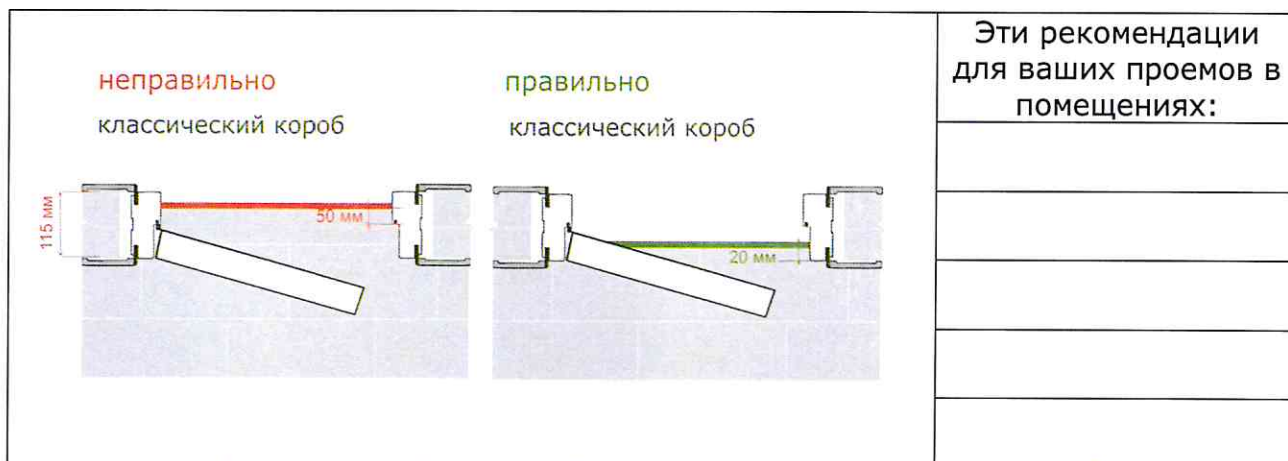 неправильно
классический короб
115 мм
50 мм
правильно
классический короб
20 мм
Эти рекомендации
для ваших проемов в
помещениях: